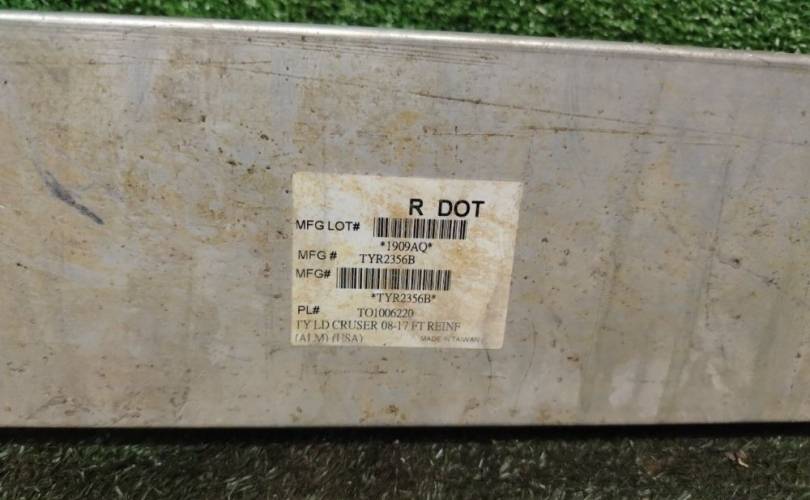 R DOT
MFG LOT#
*1909AQ*
MFG # TYR2356B
MFG#
*TYR2356B*
PL# TO1006220
TY LD CRUSER 08-17 FT REINF
(ALM) (USA) MADE IN TAIWAN